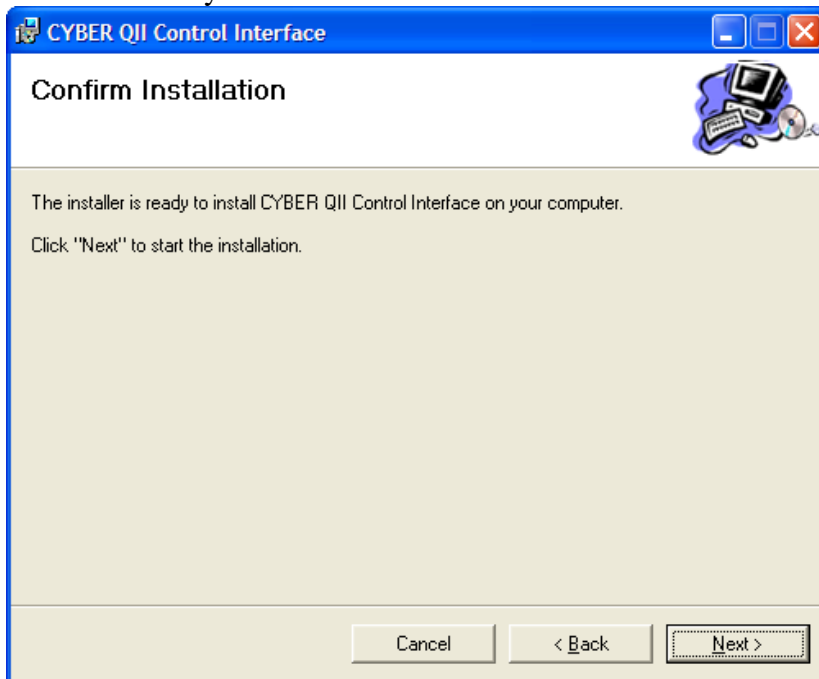 CYBER QII Control Interface
Confirm Installation
The installer is ready to install CYBER QII Control Interface on your computer.
Click "Next" to start the installation.
Cancel
< Back
Next >